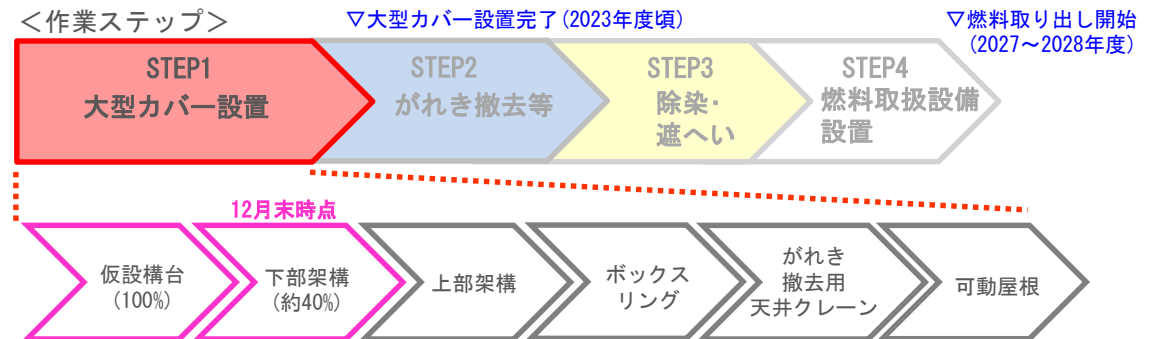 ＜作業ステップ＞
▽大型カバー設置完了(2023年度頃)
▽燃料取り出し開始
(2027～2028年度)
STEP1
大型カバー設置
STEP2
がれき撤去等
STEP3
除染・
遮へい
STEP4
燃料取扱設備
設置
12月末時点
仮設構台
(100%)
下部架構
(約40%)
上部架構
ボックス
リング
がれき
撤去用
天井クレーン
可動屋根